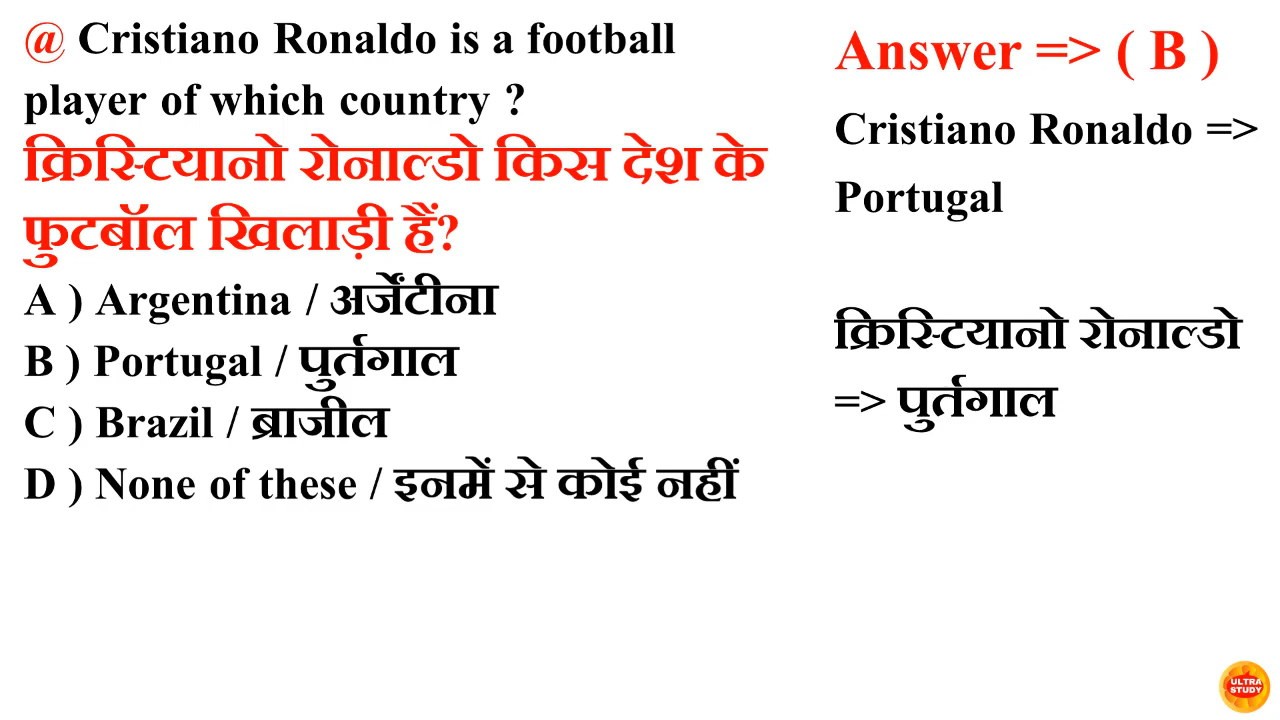 @ Cristiano Ronaldo is a football
player of which country ?
क्रिस्टियानो रोनाल्डो किस देश के
फुटबॉल खिलाड़ी हैं?
A ) Argentina / अर्जेंटीना
B ) Portugal / पुर्तगाल
C ) Brazil / ब्राजील
D ) None of these / इनमें से कोई नहीं
Answer => ( B )
Cristiano Ronaldo =>
Portugal
क्रिस्टियानो रोनाल्डो
=> पुर्तगाल
ULTRA
STUDY